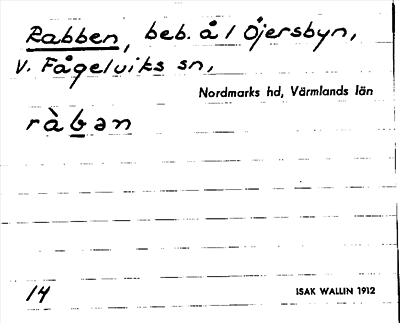 Rabben, beb. å / Öjersbyn,
V. Fågelviks sn,
Nordmarks hd, Värmlands län
ràban
14
ISAK WALLIN 1912